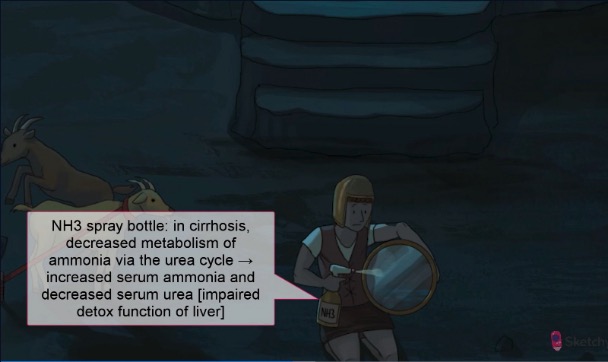 NH3 spray bottle: in cirrhosis,
decreased metabolism of
ammonia via the urea cycle →
increased serum ammonia and
decreased serum urea [impaired
detox function of liver]
NH3
Sketchy